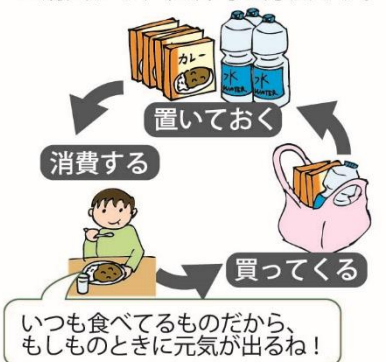 カレー
水
WATER
水
WATER
置いておく
消費する
買ってくる
いつも食べてるものだから、
もしものときに元気が出るね！